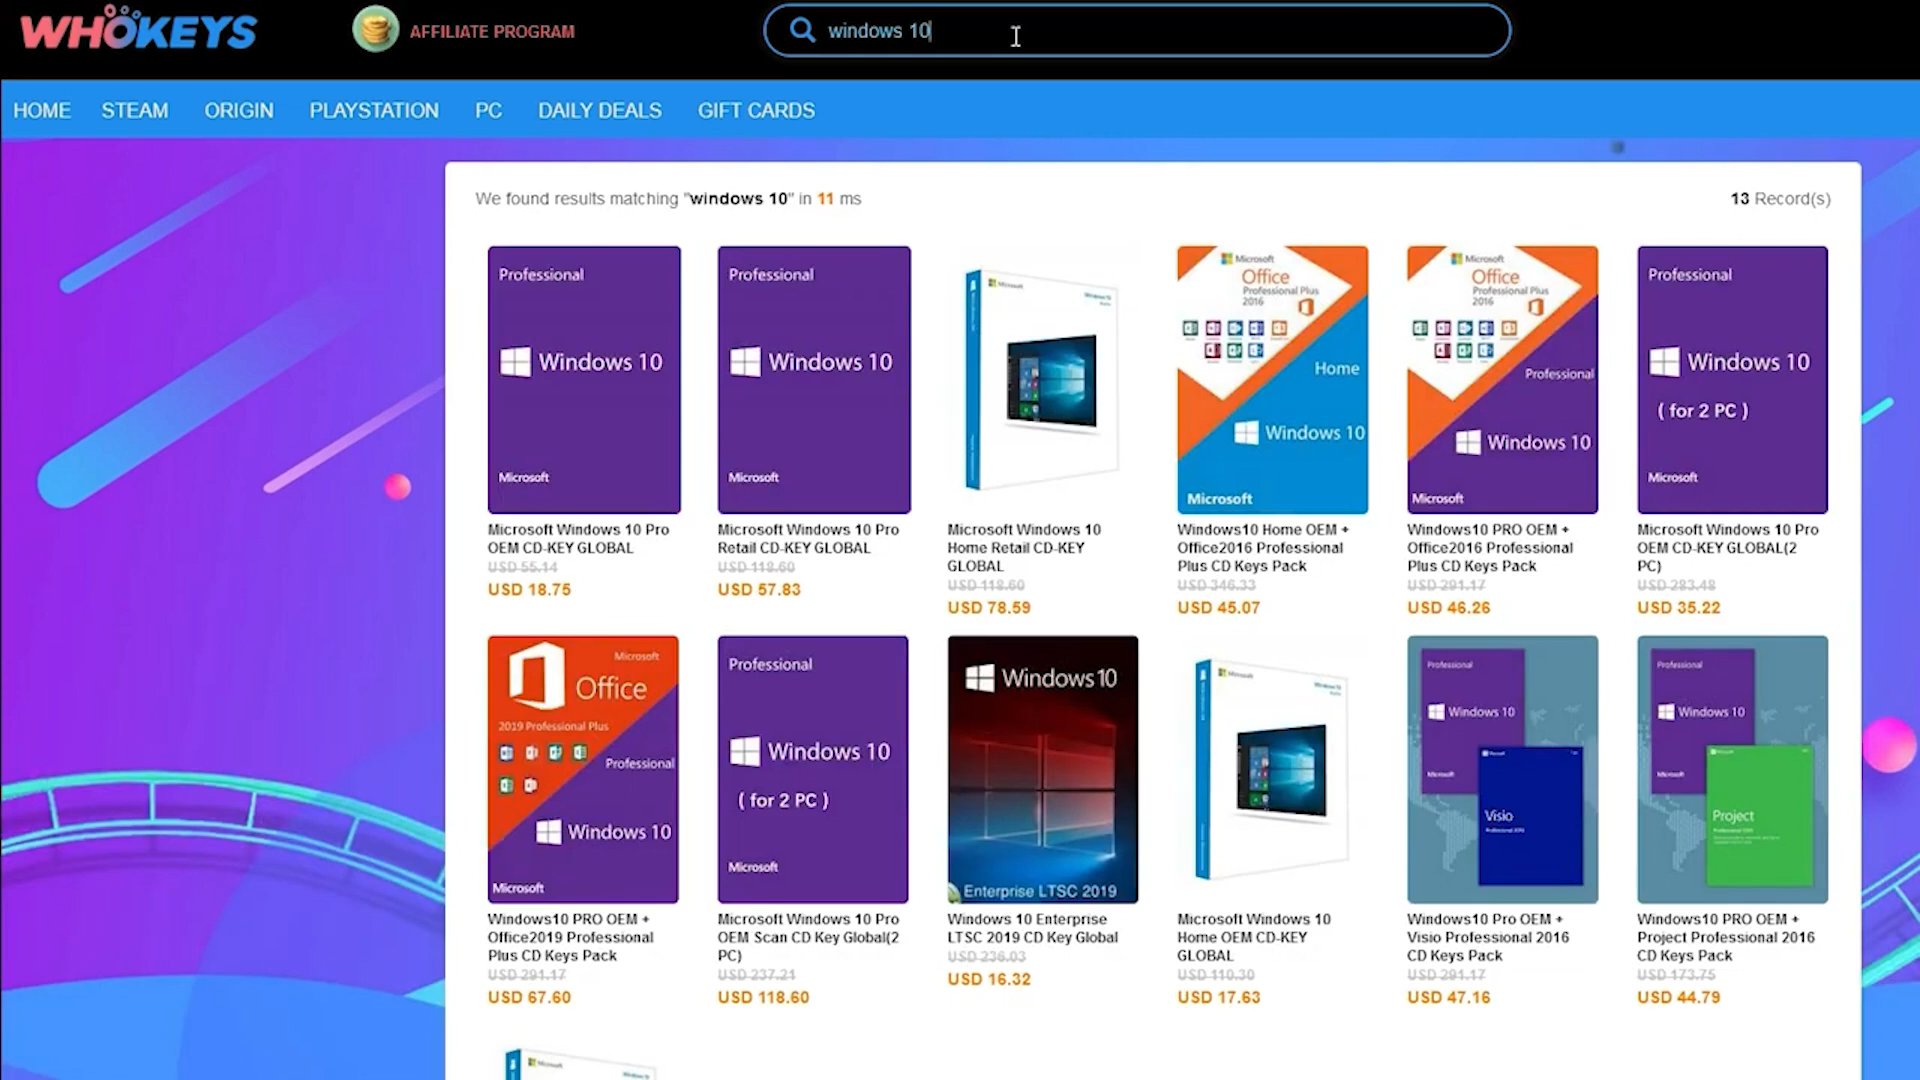 WHOKEYS
AFFILIATE PROGRAM
windows 10
HOME STEAM ORIGIN PLAYSTATION PC DAILY DEALS GIFT CARDS
We found results matching "windows 10" in 11 ms
13 Record(s)
Professional
Windows 10
Microsoft
Microsoft Windows 10 Pro
OEM CD-KEY GLOBAL
USD 55.14
USD 18.75
Professional
Windows 10
Microsoft
Microsoft Windows 10 Pro
Retail CD-KEY GLOBAL
USD 118.60
USD 57.83
Microsoft
Microsoft Windows 10
Home Retail CD-KEY
GLOBAL
USD 118.60
USD 78.59
Microsoft
Office
Professional Plus
2016
Home
Windows 10
Microsoft
Windows10 Home OEM +
Office2016 Professional
Plus CD Keys Pack
USD 346.33
USD 45.07
Microsoft
Office
Professional Plus
2016
Professional
Windows 10
Microsoft
Windows10 PRO OEM +
Office2016 Professional
Plus CD Keys Pack
USD 291.17
USD 46.26
Professional
Windows 10
( for 2 PC )
Microsoft
Microsoft Windows 10 Pro
OEM CD-KEY GLOBAL(2
PC)
USD 283.48
USD 35.22
Microsoft
Office
2019 Professional Plus
Professional
Windows 10
Microsoft
Windows10 PRO OEM +
Office2019 Professional
Plus CD Keys Pack
USD 291.17
USD 67.60
Professional
Windows 10
( for 2 PC )
Microsoft
Microsoft Windows 10 Pro
OEM Scan CD Key Global(2
PC)
USD 237.21
USD 118.60
Windows 10
Enterprise LTSC 2019
Windows 10 Enterprise
LTSC 2019 CD Key Global
USD 236.03
USD 16.32
Microsoft
Microsoft Windows 10
Home OEM CD-KEY
GLOBAL
USD 110.30
USD 17.63
Professional
Windows 10
Microsoft
Visio
Windows10 Pro OEM +
Visio Professional 2016
CD Keys Pack
USD 291.17
USD 47.16
Professional
Windows 10
Microsoft
Project
Windows10 PRO OEM +
Project Professional 2016
CD Keys Pack
USD 173.75
USD 44.79
Microsoft